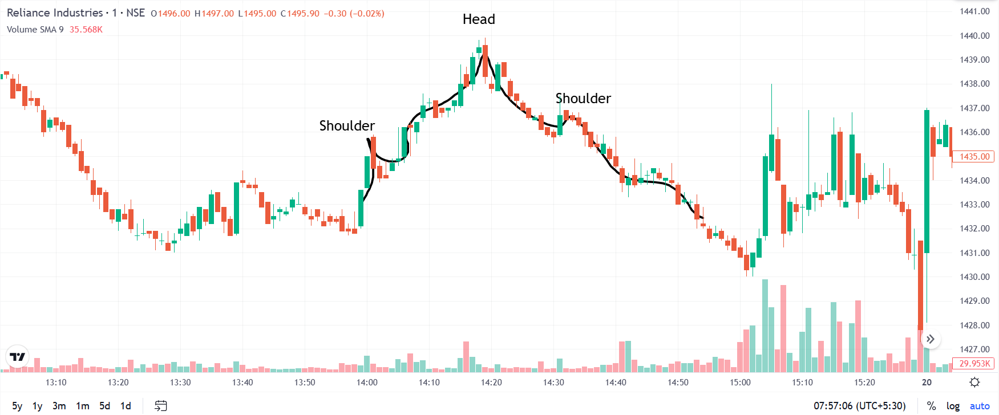 Reliance Industries · 1 · NSE O1496.00 H1497.00 L1495.00 C1495.90 −0.30 (−0.02%)
Volume SMA 9 35.568K
Head
Shoulder
Shoulder
1441.00
1440.00
1439.00
1438.00
1437.00
1436.00
1435.00
1434.00
1433.00
1432.00
1431.00
1430.00
1429.00
1428.00
1427.00
29.953K
13:10 13:20 13:30 13:40 13:50 14:00 14:10 14:20 14:30 14:40 14:50 15:00 15:10 15:20 20
5y 1y 3m 1m 5d 1d 07:57:06 (UTC+5:30) % log auto